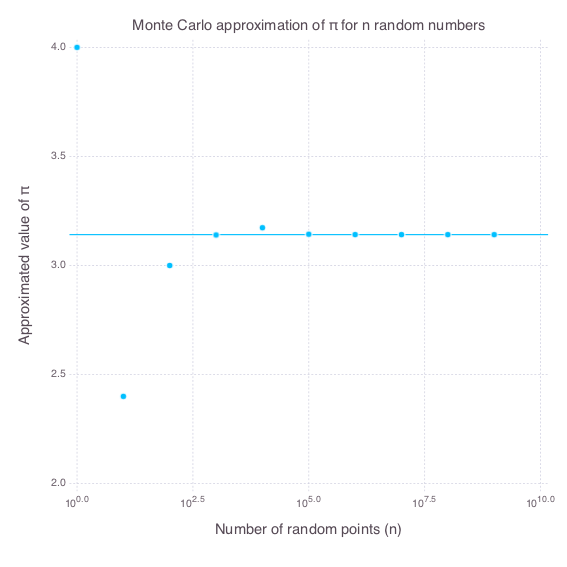 Monte Carlo approximation of π for n random numbers
4.0
3.5
3.0
2.5
2.0
Approximated value of π
10^0.0 10^2.5 10^5.0 10^7.5 10^10.0
Number of random points (n)